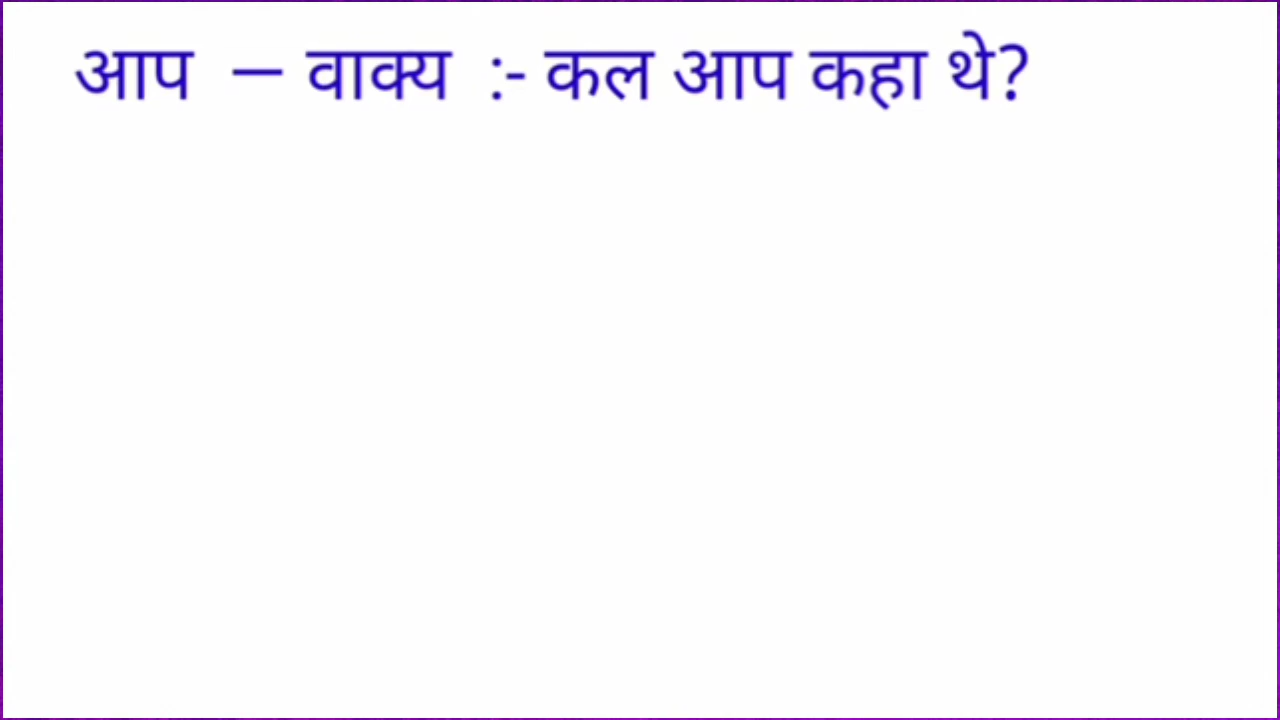 आप – वाक्य :- कल आप कहा थे?